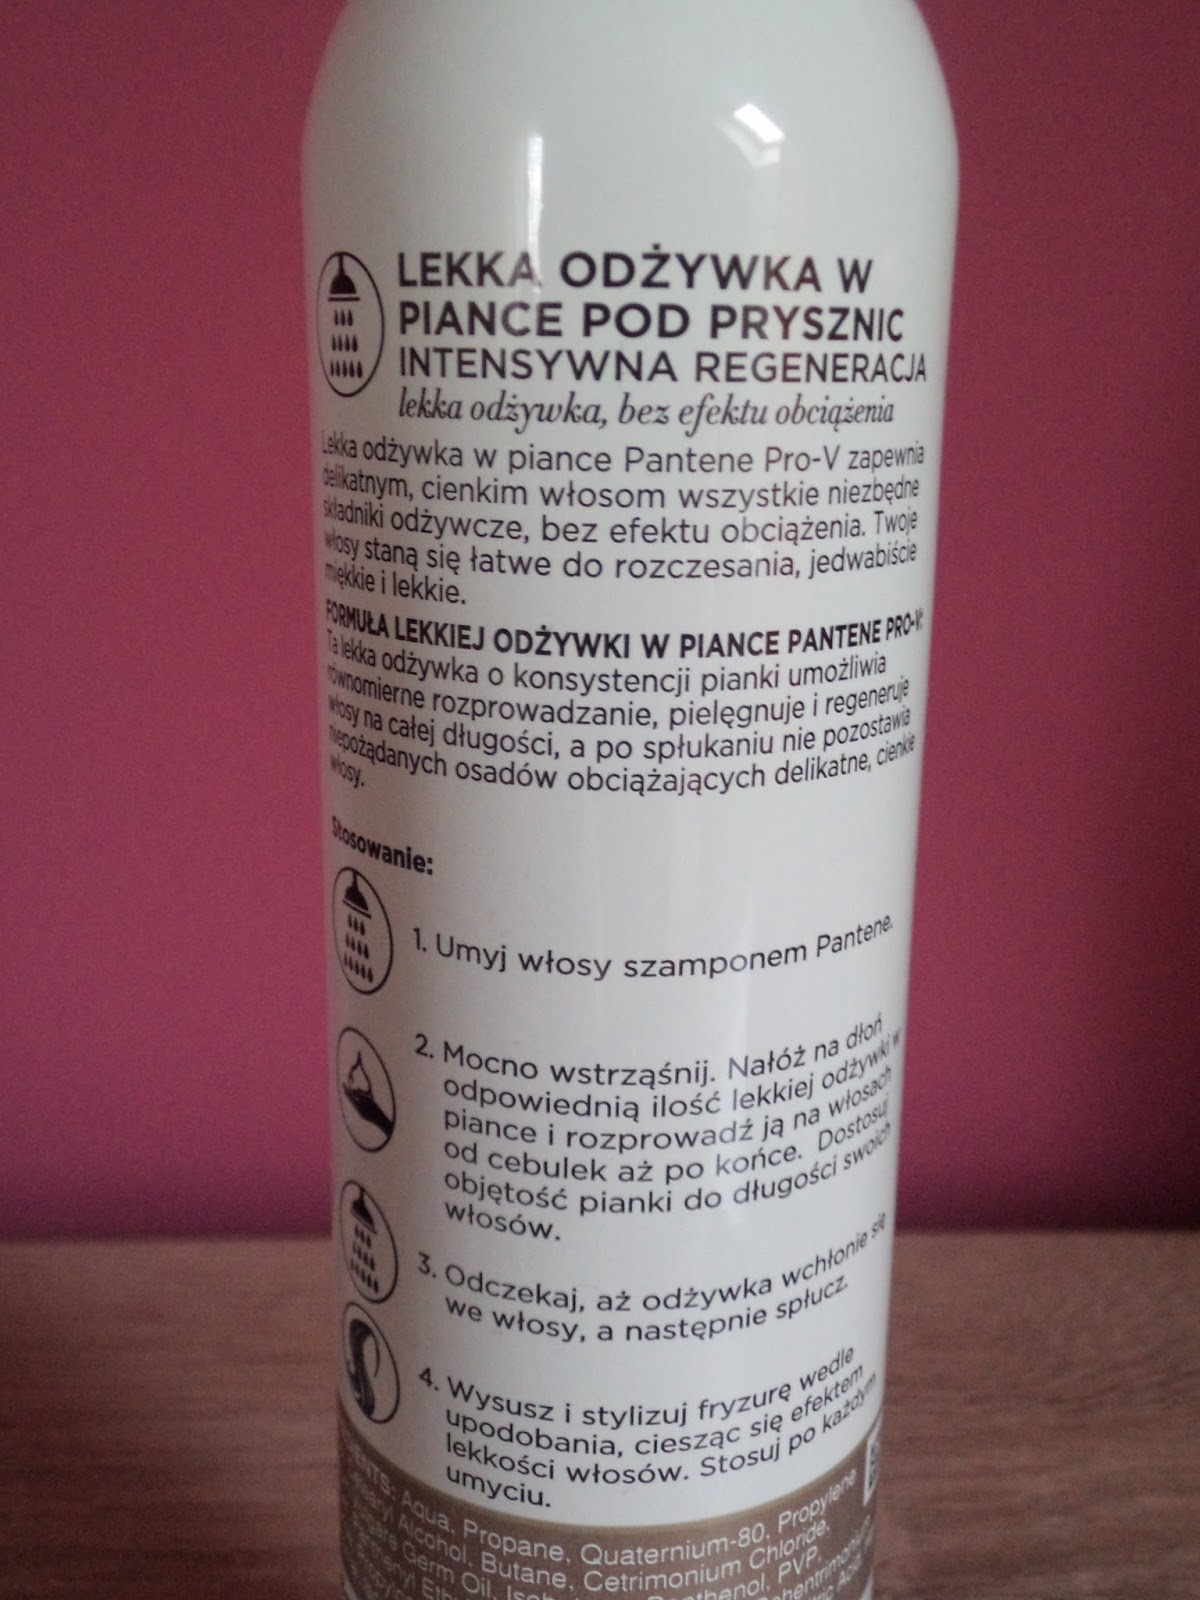 LEKKA ODŻYWKA W
PIANCE POD PRYSZNIC
INTENSYWNA REGENERACJA
lekka odżywka, bez efektu obciążenia
Lekka odżywka w piance Pantene Pro-V zapewnia
delikatnym, cienkim włosom wszystkie niezbędne
składniki odżywcze, bez efektu obciążenia. Twoje
włosy staną się łatwe do rozczesania, jedwabiście
miękkie i lekkie.
FORMUŁA LEKKIEJ ODŻYWKI W PIANCE PANTENE PRO-V:
Ta lekka odżywka o konsystencji pianki umożliwia
równomierne rozprowadzanie, pielęgnuje i regeneruje
włosy na całej długości, a po spłukaniu nie pozostawia
niepożądanych osadów obciążających delikatne, cienkie
włosy.
Stosowanie:
1. Umyj włosy szamponem Pantene.
2. Mocno wstrząśnij. Nałóż na dłoń
odpowiednią ilość lekkiej odżywki w
piance i rozprowadź ją na włosach
od cebulek aż po końce. Dostosuj
objętość pianki do długości swoich
włosów.
3. Odczekaj, aż odżywka wchłonie się
we włosy, a następnie spłucz.
4. Wysusz i stylizuj fryzurę wedle
upodobania, ciesząc się efektem
lekkości włosów. Stosuj po każdym
umyciu.
Aqua, Propane, Quaternium-80, Propylene
Alcohol, Butane, Cetrimonium Chloride,
Germ Oil, PVP,